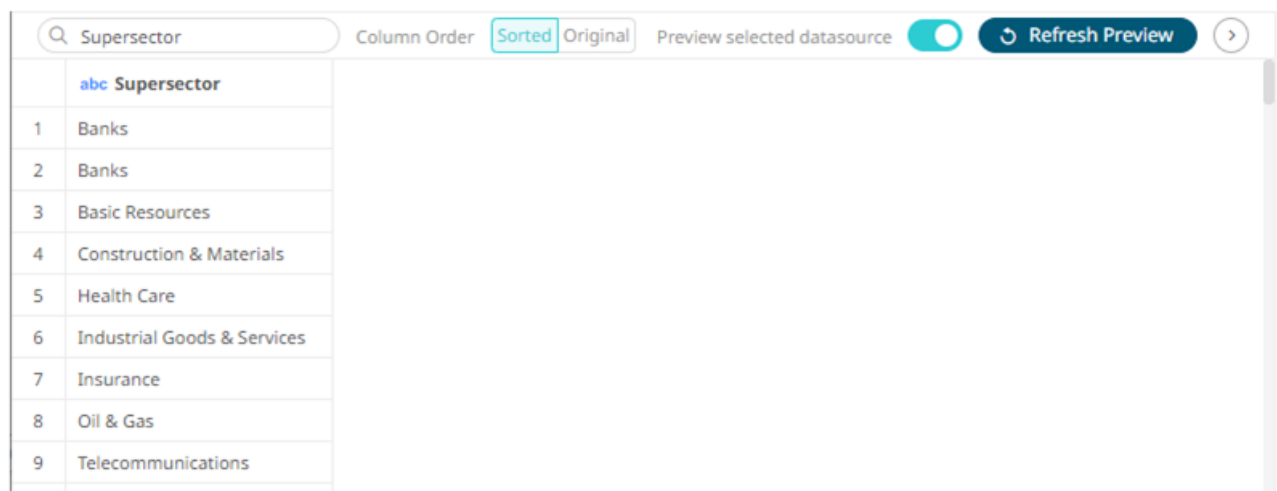 Supersector Column Order Sorted Original Preview selected datasource Refresh Preview
abc Supersector
1 Banks
2 Banks
3 Basic Resources
4 Construction & Materials
5 Health Care
6 Industrial Goods & Services
7 Insurance
8 Oil & Gas
9 Telecommunications